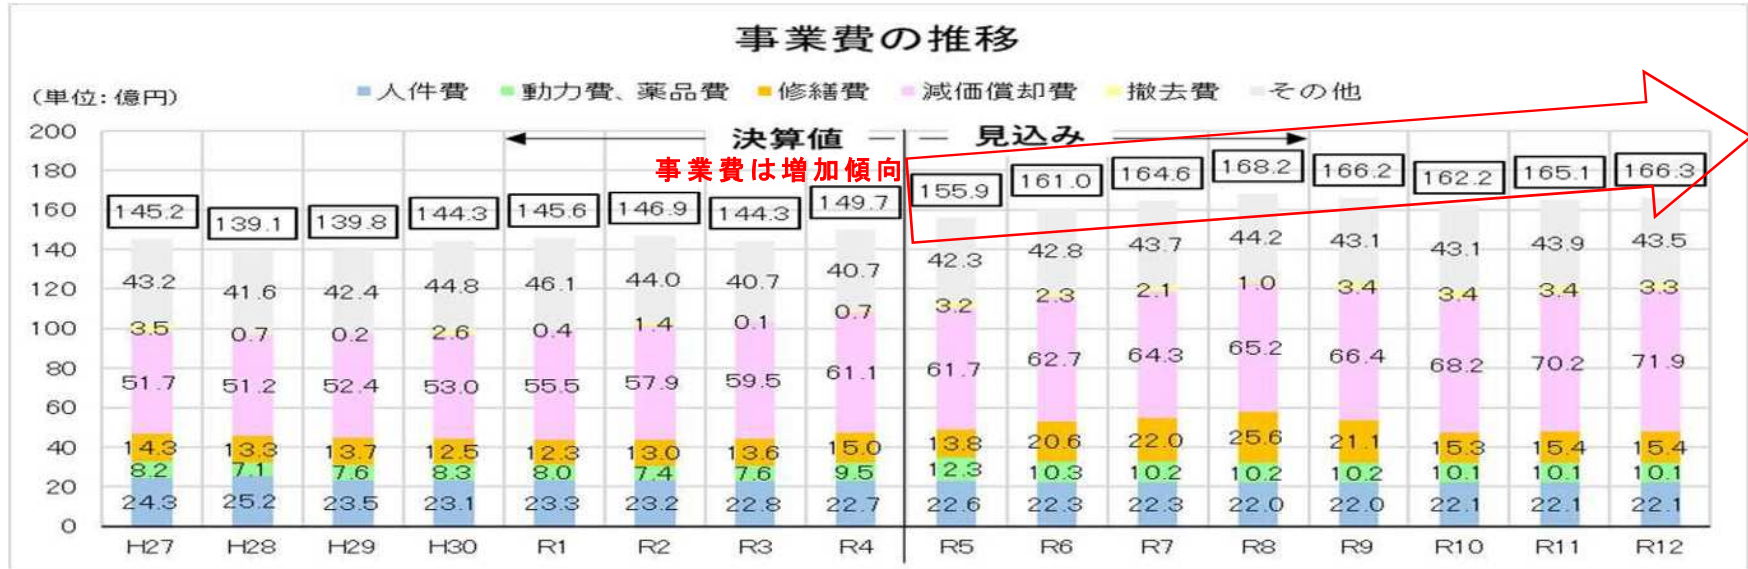 事業費の推移
(単位:億円)
■人件費 ■動力費、薬品費 ■修繕費 ■減価償却費 ■撤去費 ■その他
200
決算値 見込み
事業費は増加傾向
180
160
140
120
100
80
60
40
20
0
145.2 139.1 139.8 144.3 145.6 146.9 144.3 149.7 155.9 161.0 164.6 168.2 166.2 162.2 165.1 166.3
43.2 41.6 42.4 44.8 46.1 44.0 40.7 40.7 42.3 42.8 43.7 44.2 43.1 43.1 43.9 43.5
3.5 0.7 0.2 2.6 0.4 1.4 0.1 0.7 3.2 2.3 2.1 1.0 3.4 3.4 3.4 3.3
51.7 51.2 52.4 53.0 55.5 57.9 59.5 61.1 61.7 62.7 64.3 65.2 66.4 68.2 70.2 71.9
14.3 13.3 13.7 12.5 12.3 13.0 13.6 15.0 13.8 20.6 22.0 25.6 21.1 15.3 15.4 15.4
8.2 7.1 7.6 8.3 8.0 7.4 7.6 9.5 12.3 10.3 10.2 10.2 10.2 10.1 10.1 10.1
24.3 25.2 23.5 23.1 23.3 23.2 22.8 22.7 22.6 22.3 22.3 22.0 22.0 22.1 22.1 22.1
H27 H28 H29 H30 R1 R2 R3 R4 R5 R6 R7 R8 R9 R10 R11 R12